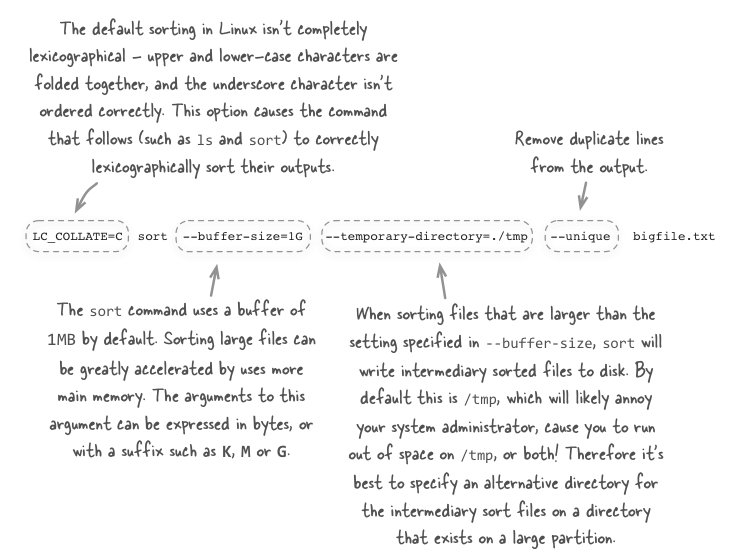 The default sorting in Linux isn't completely
lexicographical – upper and lower-case characters are
folded together, and the underscore character isn't
ordered correctly. This option causes the command
that follows (such as ls and sort) to correctly
lexicographically sort their outputs.
Remove duplicate lines
from the output.
LC_COLLATE=C sort --buffer-size=1G --temporary-directory=./tmp --unique bigfile.txt
The sort command uses a buffer of
1MB by default. Sorting large files can
be greatly accelerated by uses more
main memory. The arguments to this
argument can be expressed in bytes, or
with a suffix such as K, M or G.
When sorting files that are larger than the
setting specified in --buffer-size, sort will
write intermediary sorted files to disk. By
default this is /tmp, which will likely annoy
your system administrator, cause you to run
out of space on /tmp, or both! Therefore it's
best to specify an alternative directory for
the intermediary sort files on a directory
that exists on a large partition.